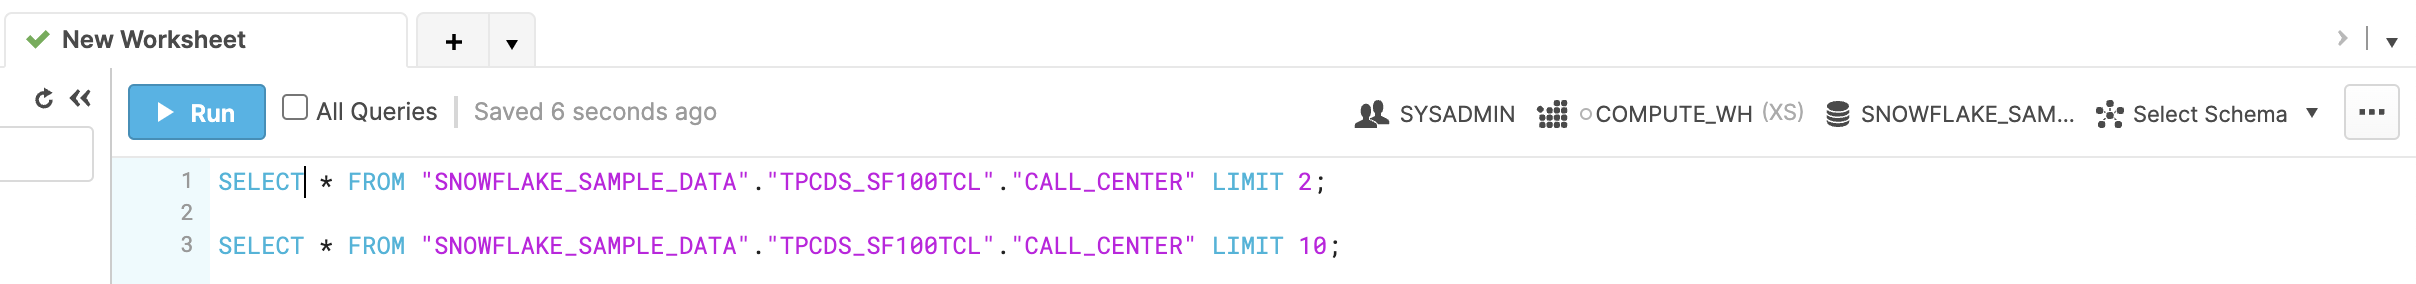 New Worksheet
Run All Queries Saved 6 seconds ago SYSADMIN COMPUTE_WH (XS) SNOWFLAKE_SAM... Select Schema
1 SELECT * FROM "SNOWFLAKE_SAMPLE_DATA"."TPCDS_SF100TCL"."CALL_CENTER" LIMIT 2;
2
3 SELECT * FROM "SNOWFLAKE_SAMPLE_DATA"."TPCDS_SF100TCL"."CALL_CENTER" LIMIT 10;